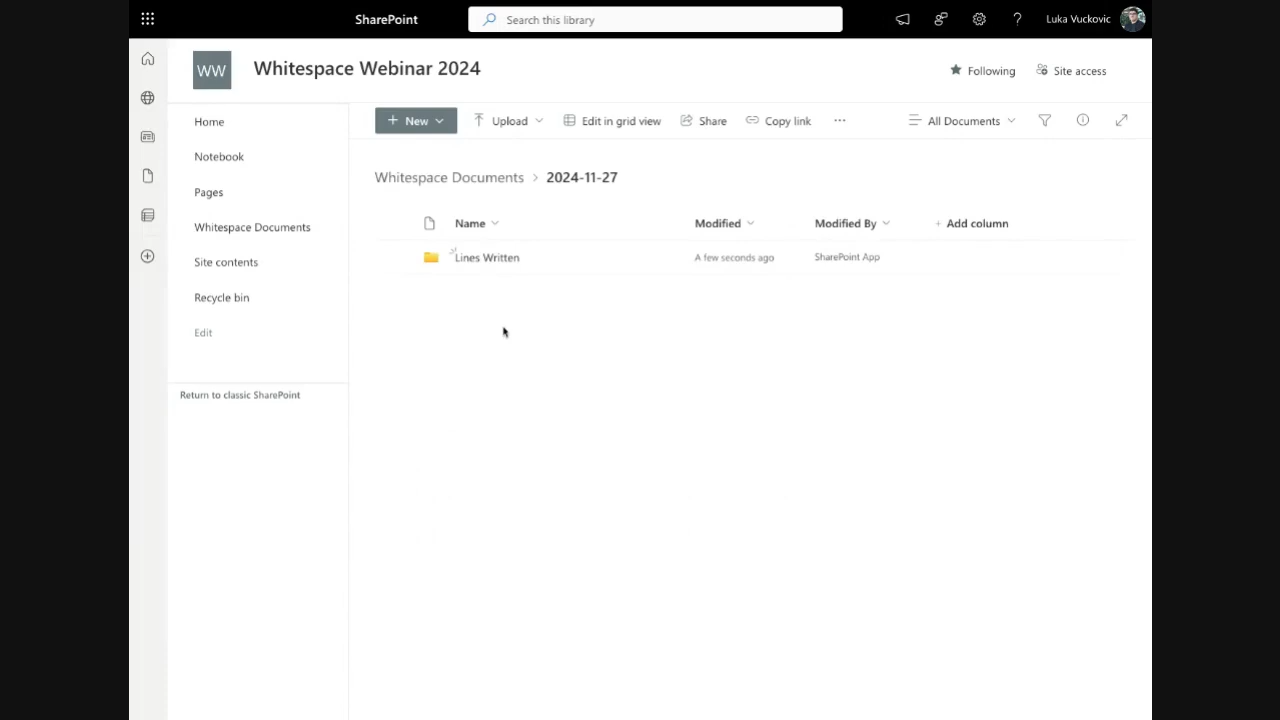 SharePoint
Search this library
Luka Vuckovic
WW
Whitespace Webinar 2024
Following
Site access
Home
Notebook
Pages
Whitespace Documents
Site contents
Recycle bin
Edit
Return to classic SharePoint
+ New
Upload
Edit in grid view
Share
Copy link
...
All Documents
Whitespace Documents > 2024-11-27
Name
Modified
Modified By
+ Add column
Lines Written
A few seconds ago
SharePoint App